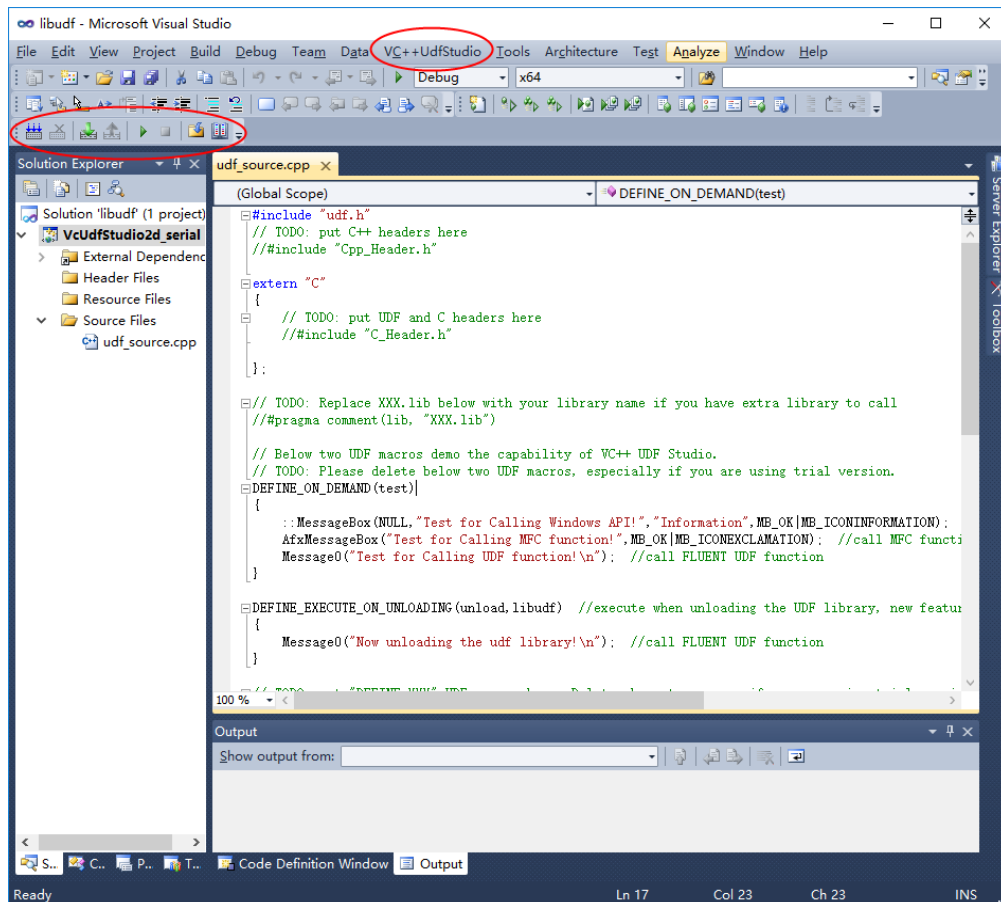 libudf - Microsoft Visual Studio
File Edit View Project Build Debug Team Data VC++UdfStudio Tools Architecture Test Analyze Window Help
Debug x64
Solution Explorer
udf_source.cpp
(Global Scope) DEFINE_ON_DEMAND(test)
Solution 'libudf' (1 project)
VcUdfStudio2d_serial
External Dependenc
Header Files
Resource Files
Source Files
udf_source.cpp
#include "udf.h"
// TODO: put C++ headers here
//#include "Cpp_Header.h"
extern "C"
{
// TODO: put UDF and C headers here
//#include "C_Header.h"
};
// TODO: Replace XXX.lib below with your library name if you have extra library to call
//#pragma comment(lib, "XXX.lib")
// Below two UDF macros demo the capability of VC++ UDF Studio.
// TODO: Please delete below two UDF macros, especially if you are using trial version.
DEFINE_ON_DEMAND(test)
{
::MessageBox(NULL,"Test for Calling Windows API!","Information",MB_OK|MB_ICONINFORMATION);
AfxMessageBox("Test for Calling MFC function!",MB_OK|MB_ICONEXCLAMATION); //call MFC functi
Message0("Test for Calling UDF function!\n"); //call FLUENT UDF function
}
DEFINE_EXECUTE_ON_UNLOADING(unload,libudf) //execute when unloading the UDF library, new featur
{
Message0("Now unloading the udf library!\n"); //call FLUENT UDF function
}
100 %
Server Explorer
Toolbox
Output
Show output from:
S... C... P... T... Code Definition Window Output
Ready Ln 17 Col 23 Ch 23 INS